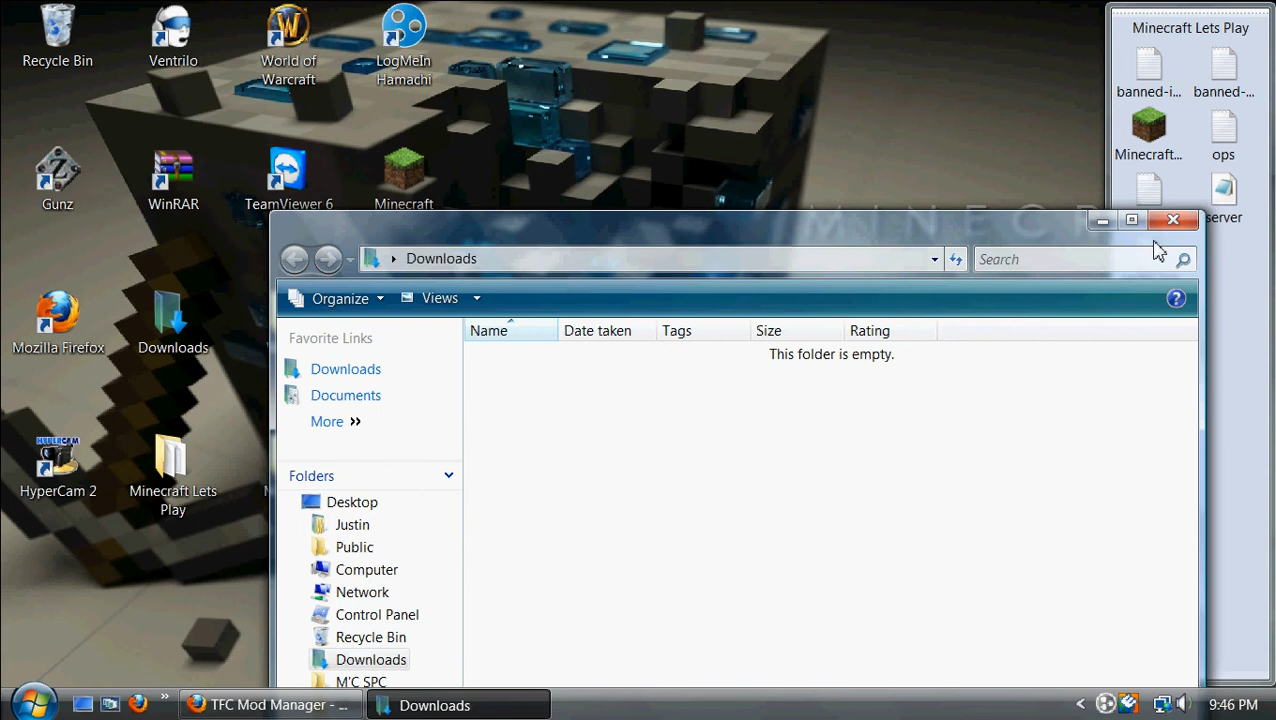 Recycle Bin
Ventrilo
World of
Warcraft
LogMeIn
Hamachi
Minecraft Lets Play
banned-i...
banned-...
Minecraft...
ops
server
Gunz
WinRAR
TeamViewer 6
Minecraft
MINECR
Downloads
Search
Organize
Views
Name
Date taken
Tags
Size
Rating
This folder is empty.
Favorite Links
Downloads
Documents
More »
Folders
Desktop
Justin
Public
Computer
Network
Control Panel
Recycle Bin
Downloads
M'C SPC
Mozilla Firefox
Downloads
HYPERCAM
HyperCam 2
Minecraft Lets
Play
TFC Mod Manager - ...
Downloads
9:46 PM